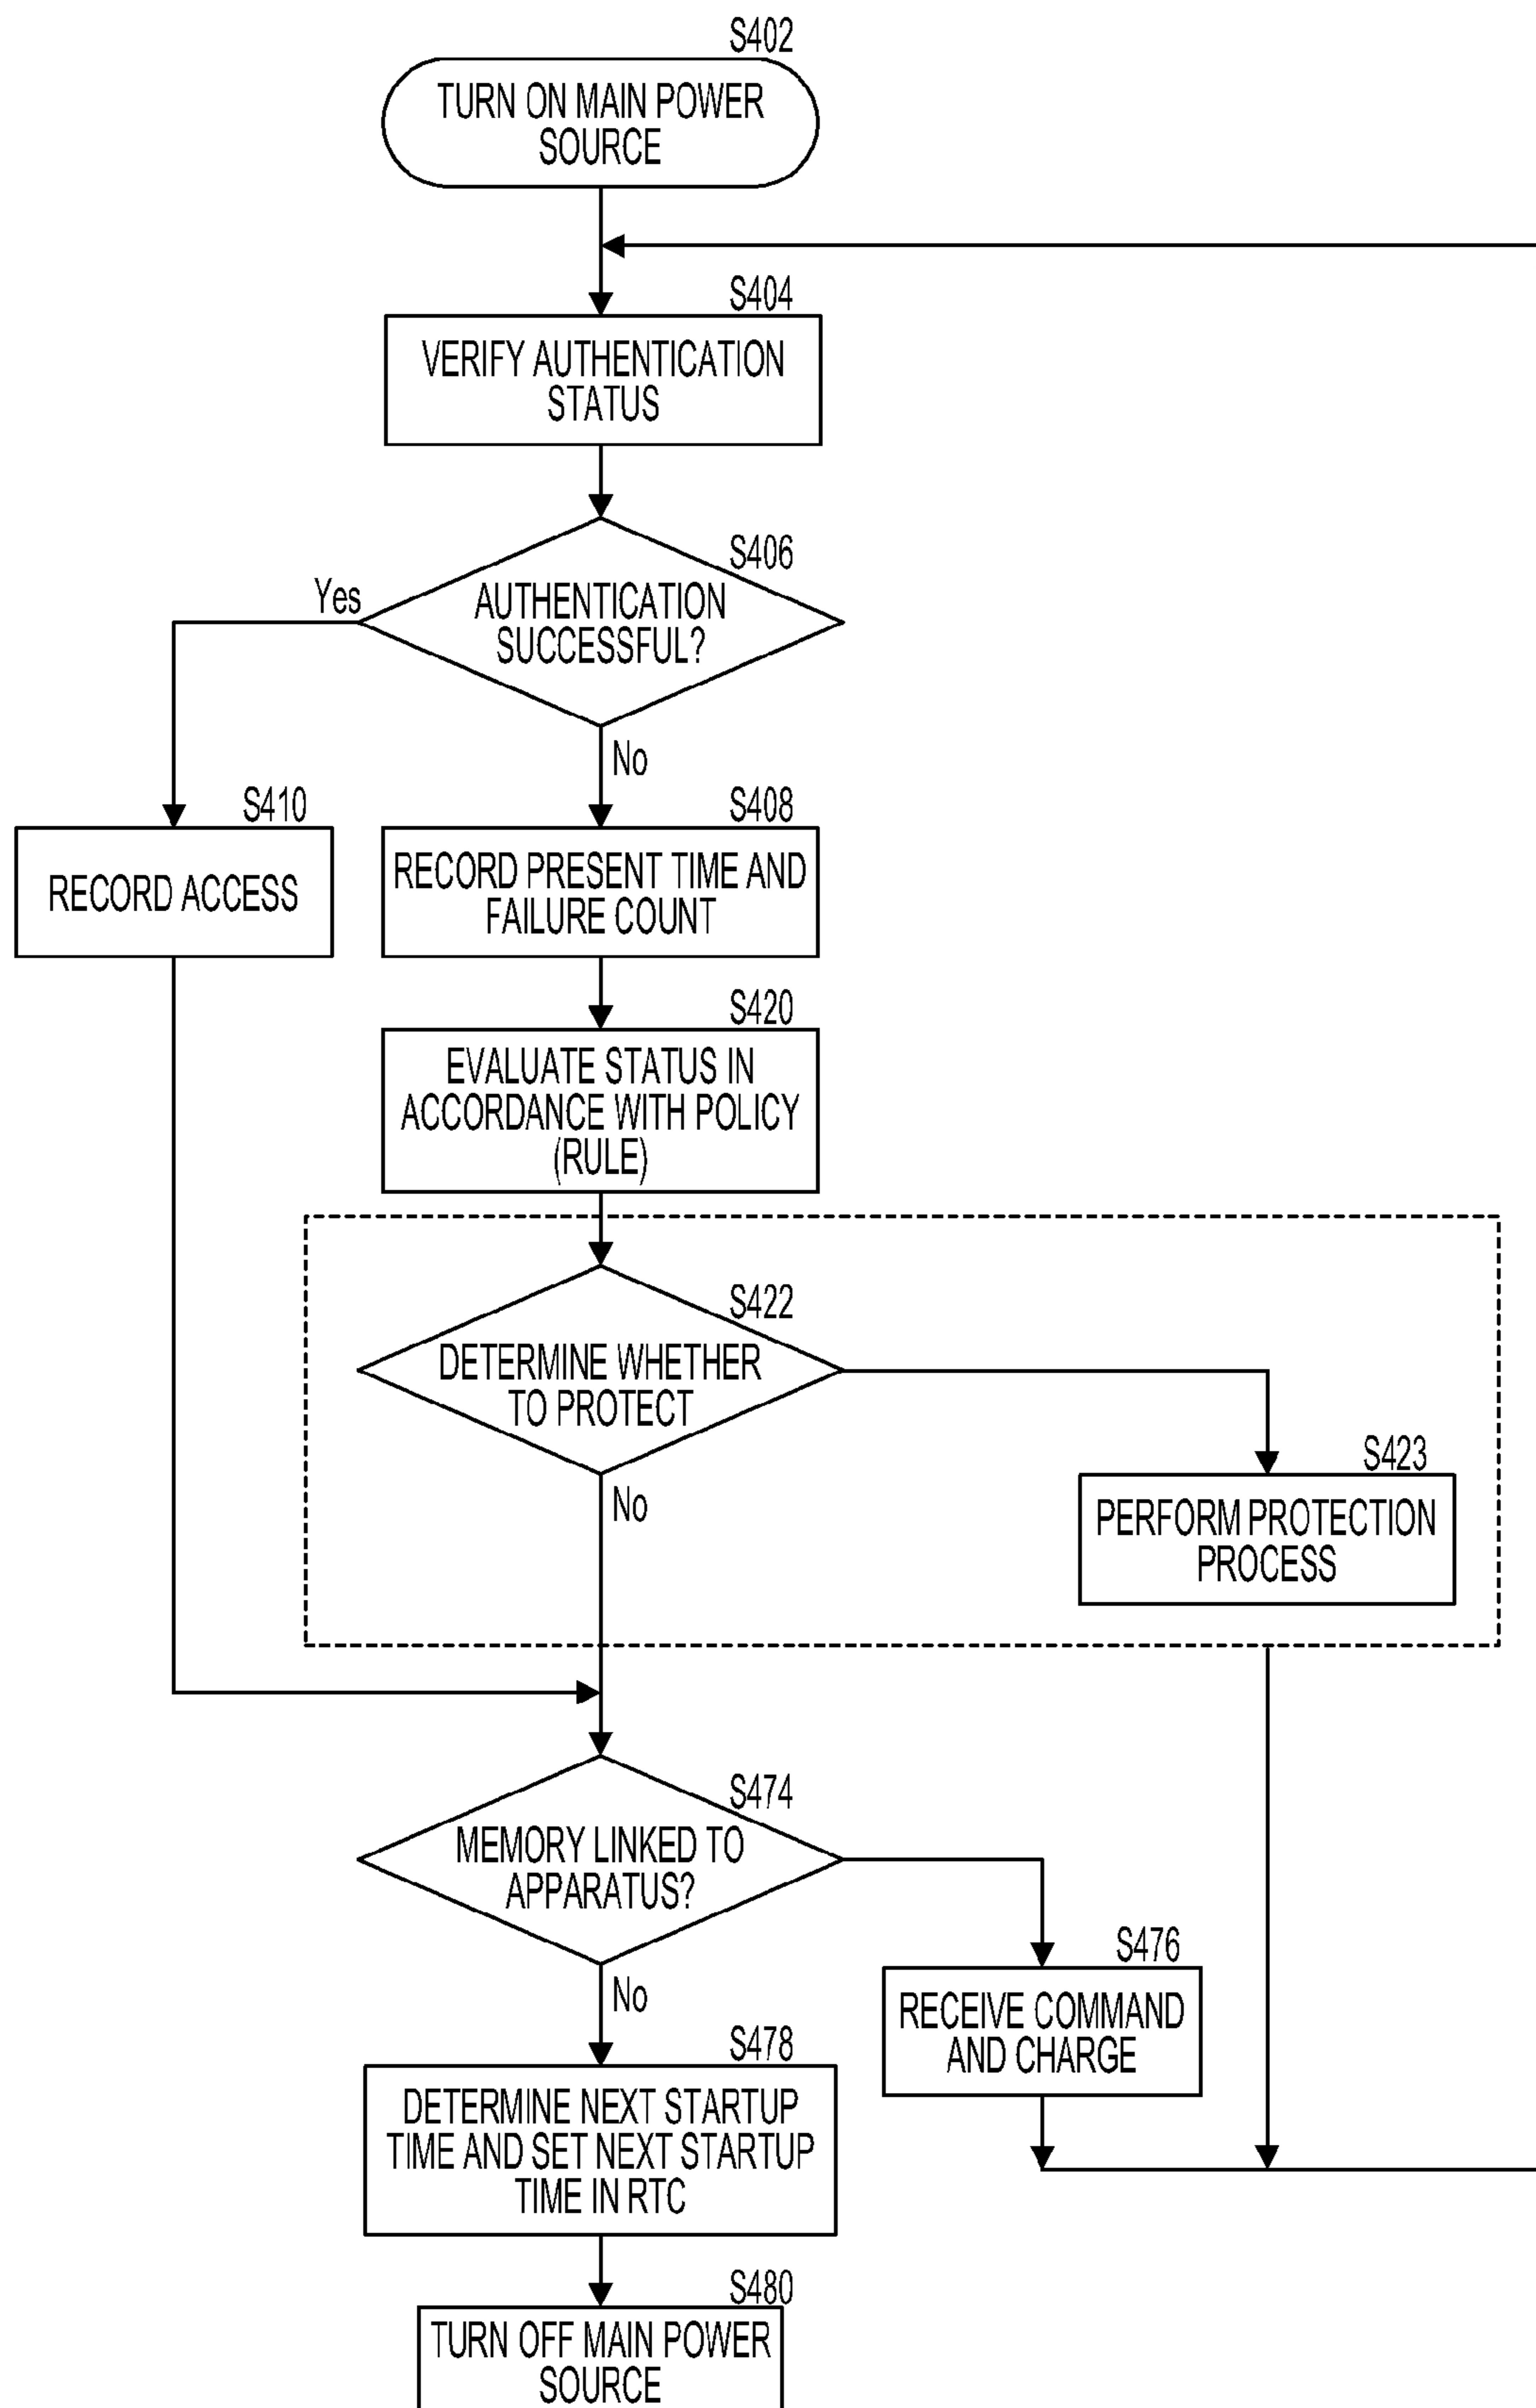 S402
TURN ON MAIN POWER
SOURCE
S404
VERIFY AUTHENTICATION
STATUS
S406
AUTHENTICATION
SUCCESSFUL?
Yes
No
S410
RECORD ACCESS
S408
RECORD PRESENT TIME AND
FAILURE COUNT
S420
EVALUATE STATUS IN
ACCORDANCE WITH POLICY
(RULE)
S422
DETERMINE WHETHER
TO PROTECT
No
S423
PERFORM PROTECTION
PROCESS
S474
MEMORY LINKED TO
APPARATUS?
No
S476
RECEIVE COMMAND
AND CHARGE
S478
DETERMINE NEXT STARTUP
TIME AND SET NEXT STARTUP
TIME IN RTC
S480
TURN OFF MAIN POWER
SOURCE